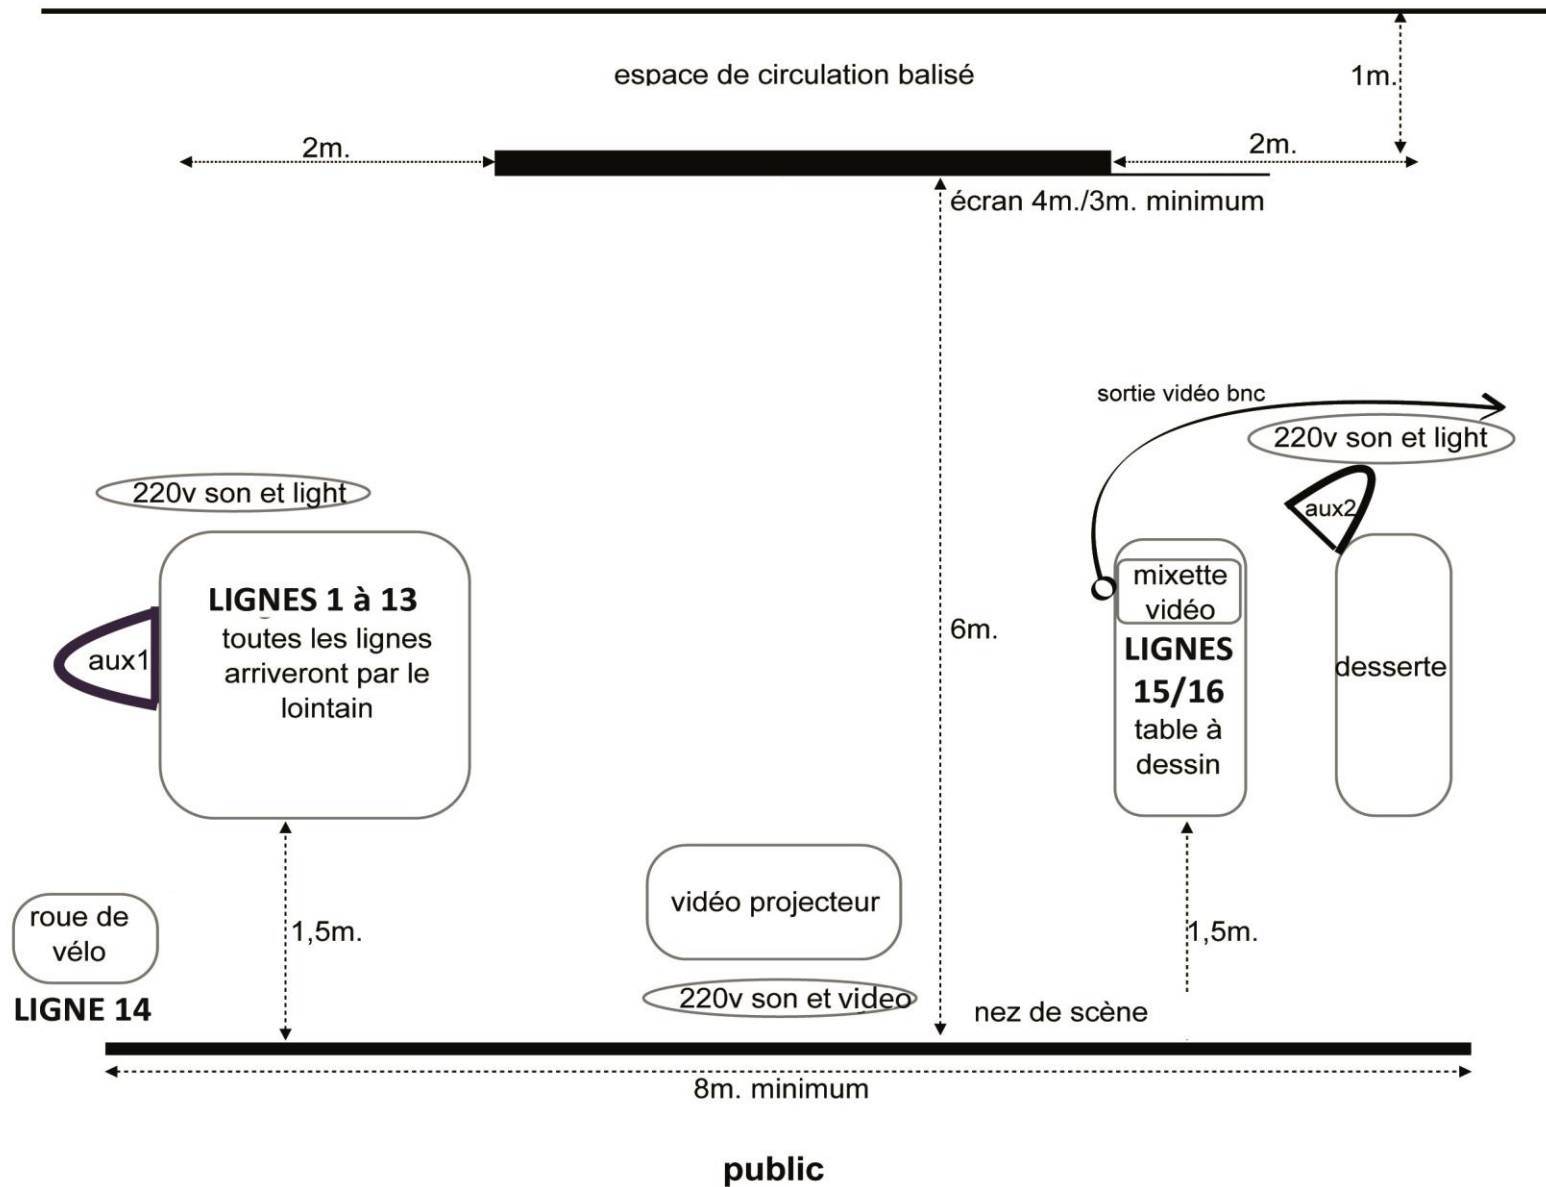 espace de circulation balisé
1m.
2m.
2m.
écran 4m./3m. minimum
sortie vidéo bnc
220v son et light
220v son et light
aux2
LIGNES 1 à 13
toutes les lignes
arriveront par le
lointain
aux1
6m.
mixette
vidéo
LIGNES
15/16
table à
dessin
desserte
roue de
vélo
LIGNE 14
1,5m.
vidéo projecteur
220v son et video
1,5m.
nez de scène
8m. minimum
public